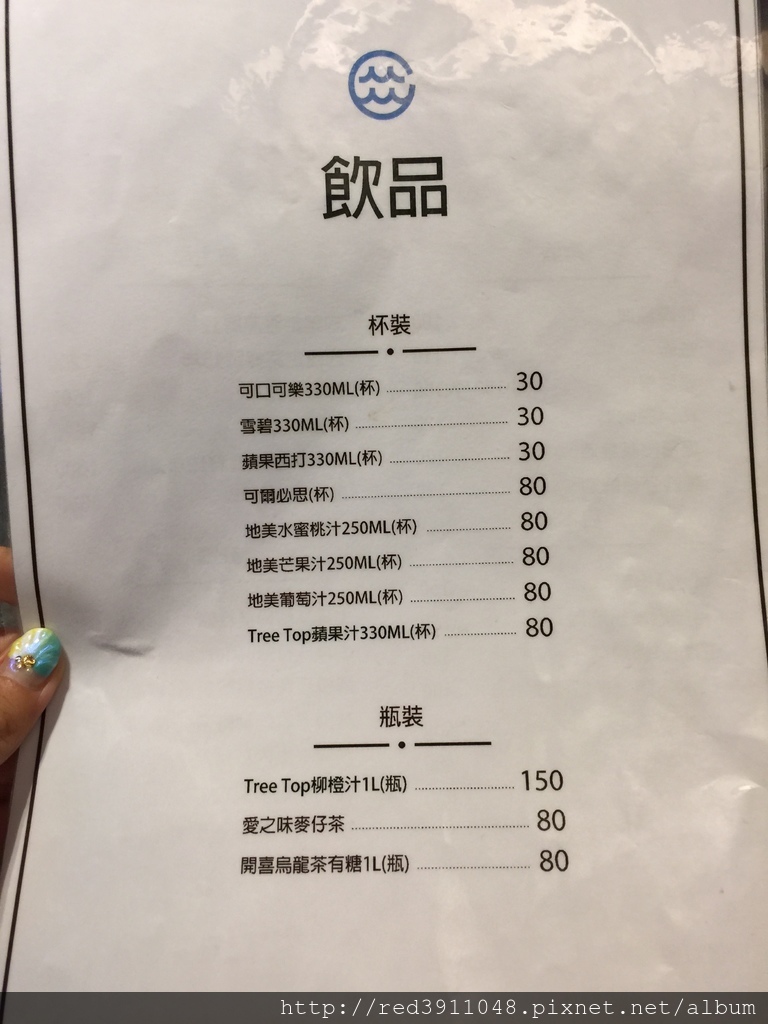 飲品
杯裝
可口可樂330ML(杯) 30
雪碧330ML(杯) 30
蘋果西打330ML(杯) 30
可爾必思(杯) 80
地美水蜜桃汁250ML(杯) 80
地美芒果汁250ML(杯) 80
地美葡萄汁250ML(杯) 80
Tree Top蘋果汁330ML(杯) 80
瓶裝
Tree Top柳橙汁1L(瓶) 150
愛之味麥仔茶 80
開喜烏龍茶有糖1L(瓶) 80
http://red3911048.pixnet.net/album